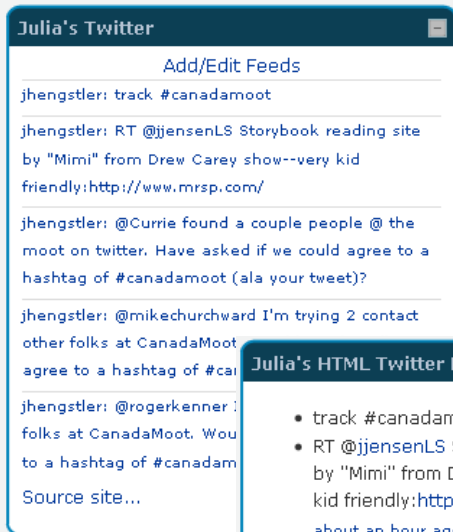 Julia's Twitter
Add/Edit Feeds
jhengstler: track #canadamoot
jhengstler: RT @jjensenLS Storybook reading site
by "Mimi" from Drew Carey show--very kid
friendly:http://www.mrsp.com/
jhengstler: @Currie found a couple people @ the
moot on twitter. Have asked if we could agree to a
hashtag of #canadamoot (ala your tweet)?
jhengstler: @mikechurchward I'm trying 2 contact
other folks at CanadaMoot
agree to a hashtag of #ca
jhengstler: @rogerkenner
folks at CanadaMoot. Wou
to a hashtag of #canadam
Source site...
Julia's HTML Twitter
track #canadam
RT @jjensenLS
by "Mimi" from
kid friendly:http
about an hour ag